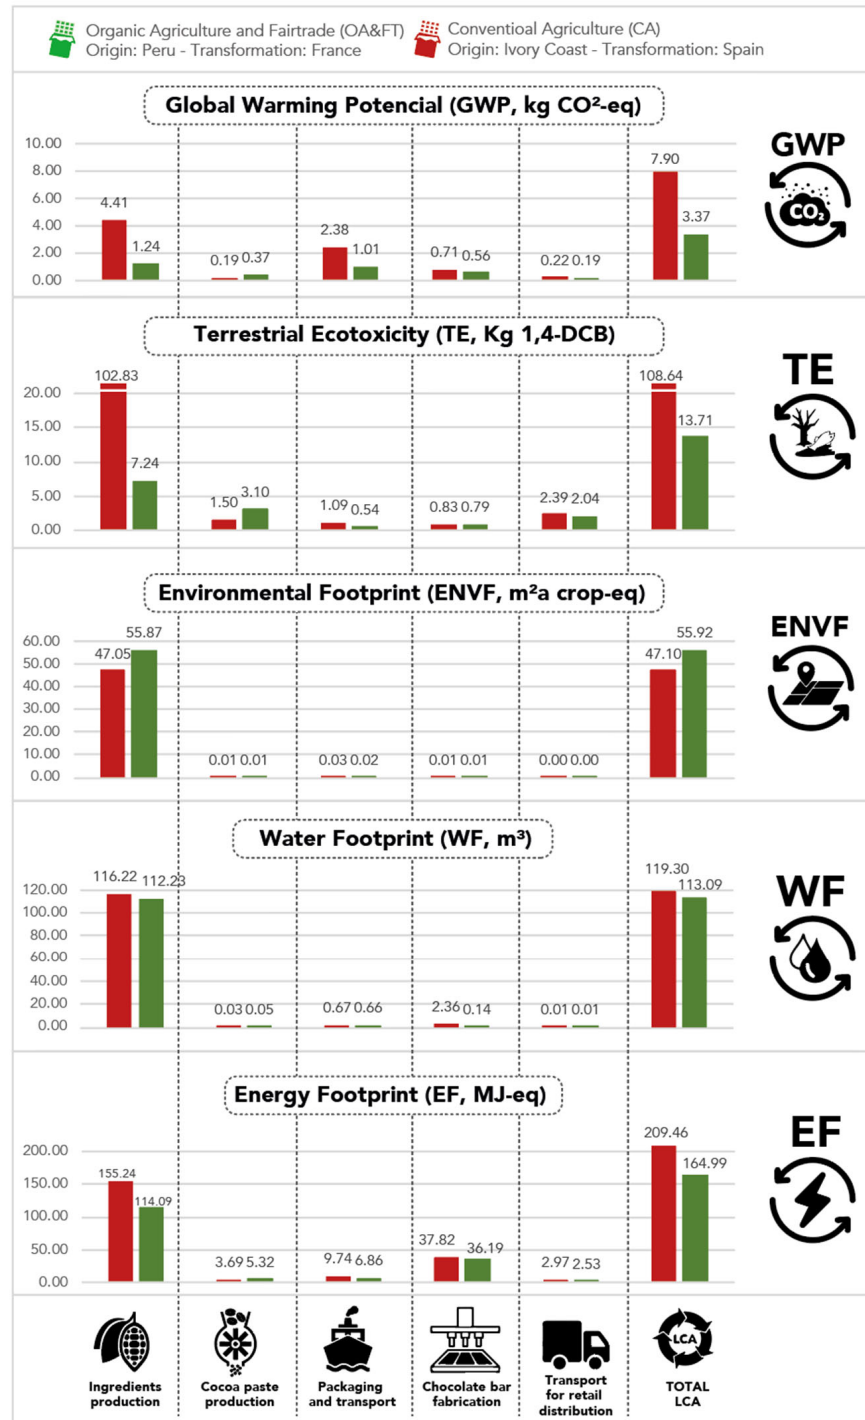 Organic Agriculture and Fairtrade (OA&FT)
Origin: Peru - Transformation: France
Conventioal Agriculture (CA)
Origin: Ivory Coast - Transformation: Spain
Global Warming Potencial (GWP, kg CO²-eq)
GWP
CO₂
10.00
8.00
6.00
4.00
2.00
0.00
4.41
1.24
0.19 0.37
2.38
1.01
0.71 0.56
0.22 0.19
7.90
3.37
Terrestrial Ecotoxicity (TE, Kg 1,4-DCB)
TE
20.00
15.00
10.00
5.00
0.00
102.83
7.24
1.50 3.10
1.09 0.54
0.83 0.79
2.39 2.04
108.64
13.71
Environmental Footprint (ENVF, m²a crop-eq)
ENVF
60.00
50.00
40.00
30.00
20.00
10.00
0.00
47.05
55.87
0.01 0.01
0.03 0.02
0.01 0.01
0.00 0.00
47.10
55.92
Water Footprint (WF, m³)
WF
120.00
100.00
80.00
60.00
40.00
20.00
0.00
116.22
112.23
0.03 0.05
0.67 0.66
2.36 0.14
0.01 0.01
119.30
113.09
Energy Footprint (EF, MJ-eq)
EF
200.00
150.00
100.00
50.00
0.00
155.24
114.09
3.69 5.32
9.74 6.86
37.82 36.19
2.97 2.53
209.46
164.99
Ingredients
production
Cocoa paste
production
Packaging
and transport
Chocolate bar
fabrication
Transport
for retail
distribution
LCA
TOTAL
LCA